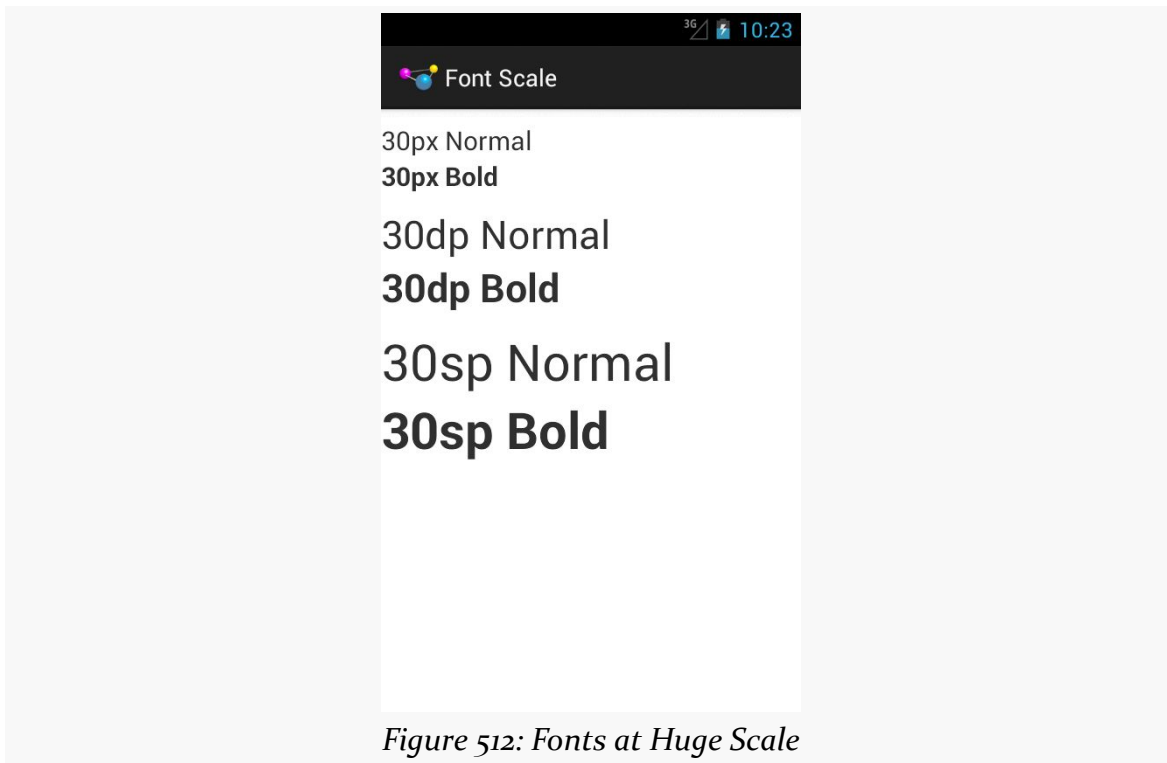 3G 10:23
Font Scale
30px Normal
30px Bold
30dp Normal
30dp Bold
30sp Normal
30sp Bold
Figure 512: Fonts at Huge Scale